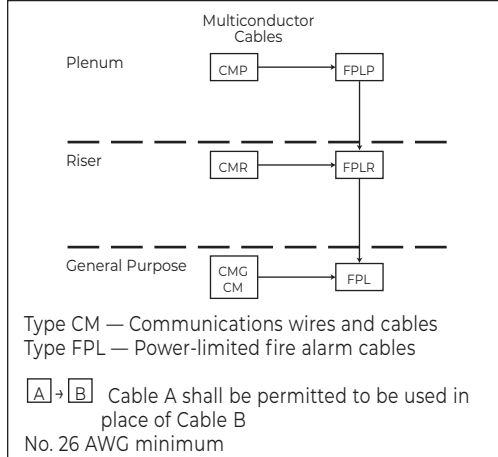 Multiconductor
Cables
Plenum
CMP
FPLP
Riser
CMR
FPLR
General Purpose
CMG
CM
FPL
Type CM — Communications wires and cables
Type FPL — Power-limited fire alarm cables
A → B Cable A shall be permitted to be used in
place of Cable B
No. 26 AWG minimum